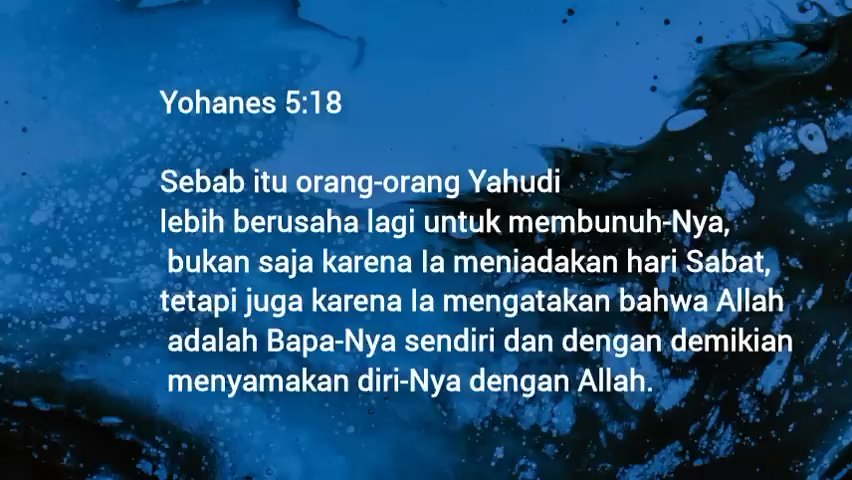 Yohanes 5:18
Sebab itu orang-orang Yahudi
lebih berusaha lagi untuk membunuh-Nya,
bukan saja karena Ia meniadakan hari Sabat,
tetapi juga karena Ia mengatakan bahwa Allah
adalah Bapa-Nya sendiri dan dengan demikian
menyamakan diri-Nya dengan Allah.